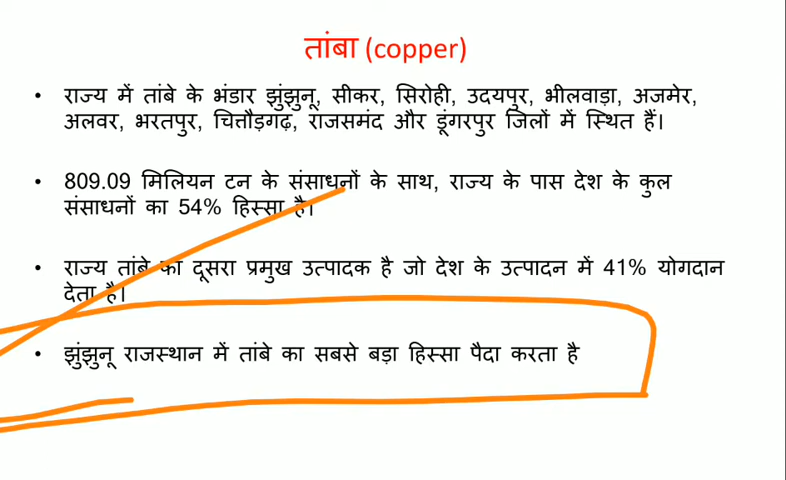 तांबा (copper)
• राज्य में तांबे के भंडार झुंझुनू, सीकर, सिरोही, उदयपुर, भीलवाड़ा, अजमेर,
अलवर, भरतपुर, चित्तौड़गढ़, राजसमंद और डूंगरपुर जिलों में स्थित हैं।
• 809.09 मिलियन टन के संसाधनों के साथ, राज्य के पास देश के कुल
संसाधनों का 54% हिस्सा है।
• राज्य तांबे का दूसरा प्रमुख उत्पादक है जो देश के उत्पादन में 41% योगदान
देता है।
• झुंझुनू राजस्थान में तांबे का सबसे बड़ा हिस्सा पैदा करता है